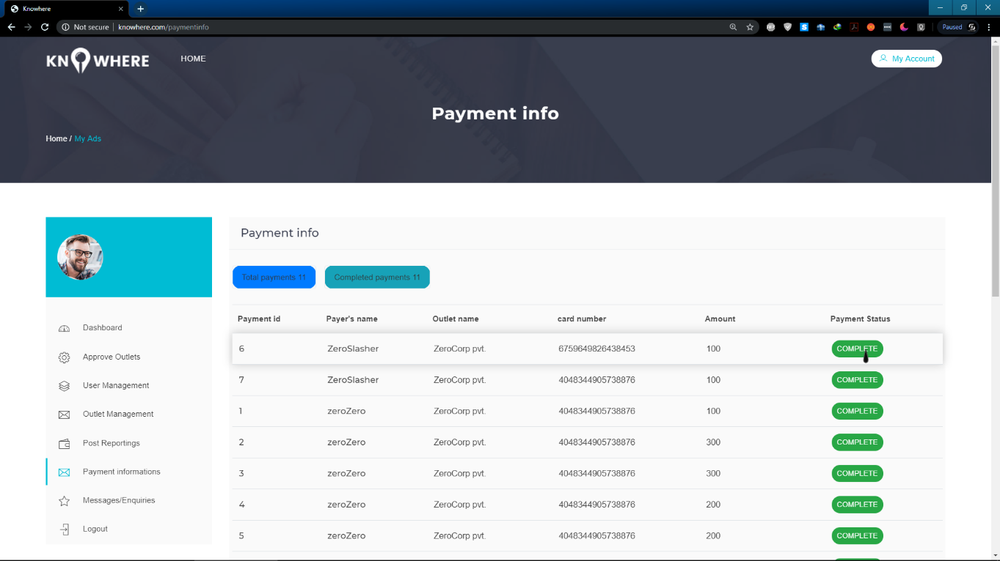 Knowhere
Not secure knowhere.com/paymentinfo Paused
KNOWHERE HOME My Account
Payment info
Home / My Ads
Payment info
Total payments 11 Completed payments 11
Payment id Payer's name Outlet name card number Amount Payment Status
6 ZeroSlasher ZeroCorp pvt. 6759649826438453 100 COMPLETE
7 ZeroSlasher ZeroCorp pvt. 4048344905738876 100 COMPLETE
1 zeroZero ZeroCorp pvt. 4048344905738876 100 COMPLETE
2 zeroZero ZeroCorp pvt. 4048344905738876 300 COMPLETE
3 zeroZero ZeroCorp pvt. 4048344905738876 300 COMPLETE
4 zeroZero ZeroCorp pvt. 4048344905738876 200 COMPLETE
5 zeroZero ZeroCorp pvt. 4048344905738876 200 COMPLETE
Dashboard
Approve Outlets
User Management
Outlet Management
Post Reportings
Payment informations
Messages/Enquiries
Logout